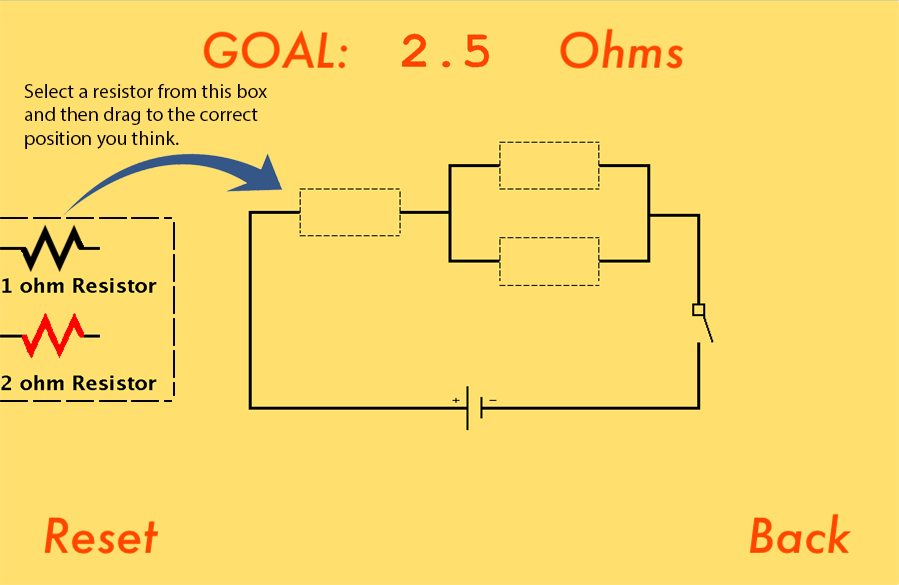 GOAL: 2.5 Ohms
Select a resistor from this box
and then drag to the correct
position you think.
1 ohm Resistor
2 ohm Resistor
+ −
Reset Back